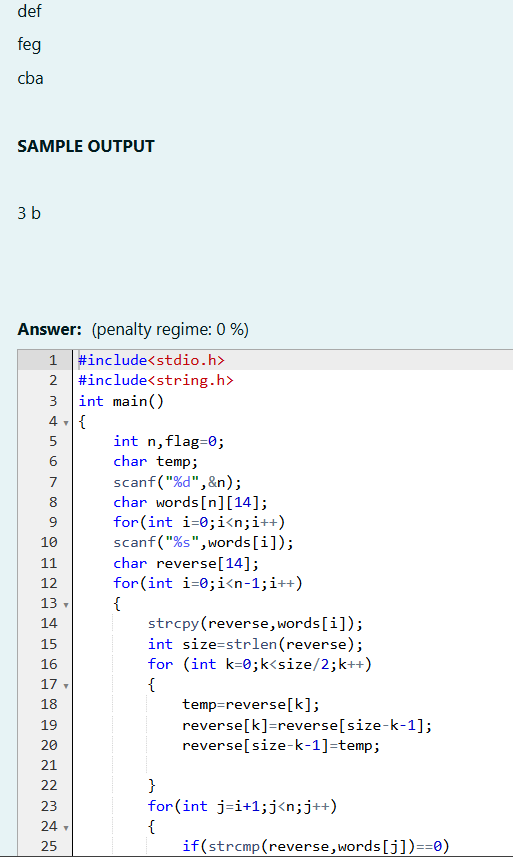 def
feg
cba
SAMPLE OUTPUT
3 b
Answer: (penalty regime: 0 %)
1 #include<stdio.h>
2 #include<string.h>
3 int main()
4 {
5 int n,flag=0;
6 char temp;
7 scanf("%d",&n);
8 char words[n][14];
9 for(int i=0;i<n;i++)
10 scanf("%s",words[i]);
11 char reverse[14];
12 for(int i=0;i<n-1;i++)
13 {
14 strcpy(reverse,words[i]);
15 int size=strlen(reverse);
16 for (int k=0;k<size/2;k++)
17 {
18 temp=reverse[k];
19 reverse[k]=reverse[size-k-1];
20 reverse[size-k-1]=temp;
21
22 }
23 for(int j=i+1;j<n;j++)
24 {
25 if(strcmp(reverse,words[j])==0)